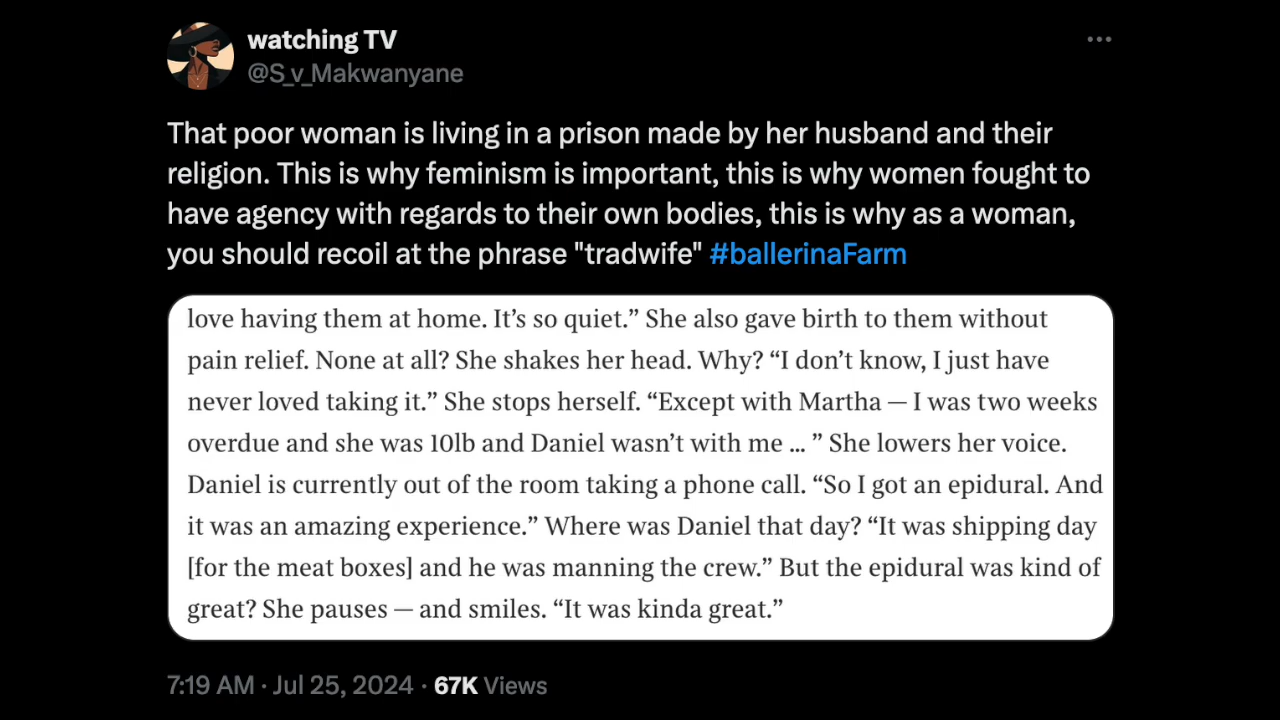 watching TV
@S_v_Makwanyane
That poor woman is living in a prison made by her husband and their
religion. This is why feminism is important, this is why women fought to
have agency with regards to their own bodies, this is why as a woman,
you should recoil at the phrase "tradwife" #ballerinaFarm
love having them at home. It’s so quiet.” She also gave birth to them without
pain relief. None at all? She shakes her head. Why? “I don’t know, I just have
never loved taking it.” She stops herself. “Except with Martha — I was two weeks
overdue and she was 10lb and Daniel wasn’t with me ... ” She lowers her voice.
Daniel is currently out of the room taking a phone call. “So I got an epidural. And
it was an amazing experience.” Where was Daniel that day? “It was shipping day
[for the meat boxes] and he was manning the crew.” But the epidural was kind of
great? She pauses — and smiles. “It was kinda great.”
7:19 AM · Jul 25, 2024 · 67K Views